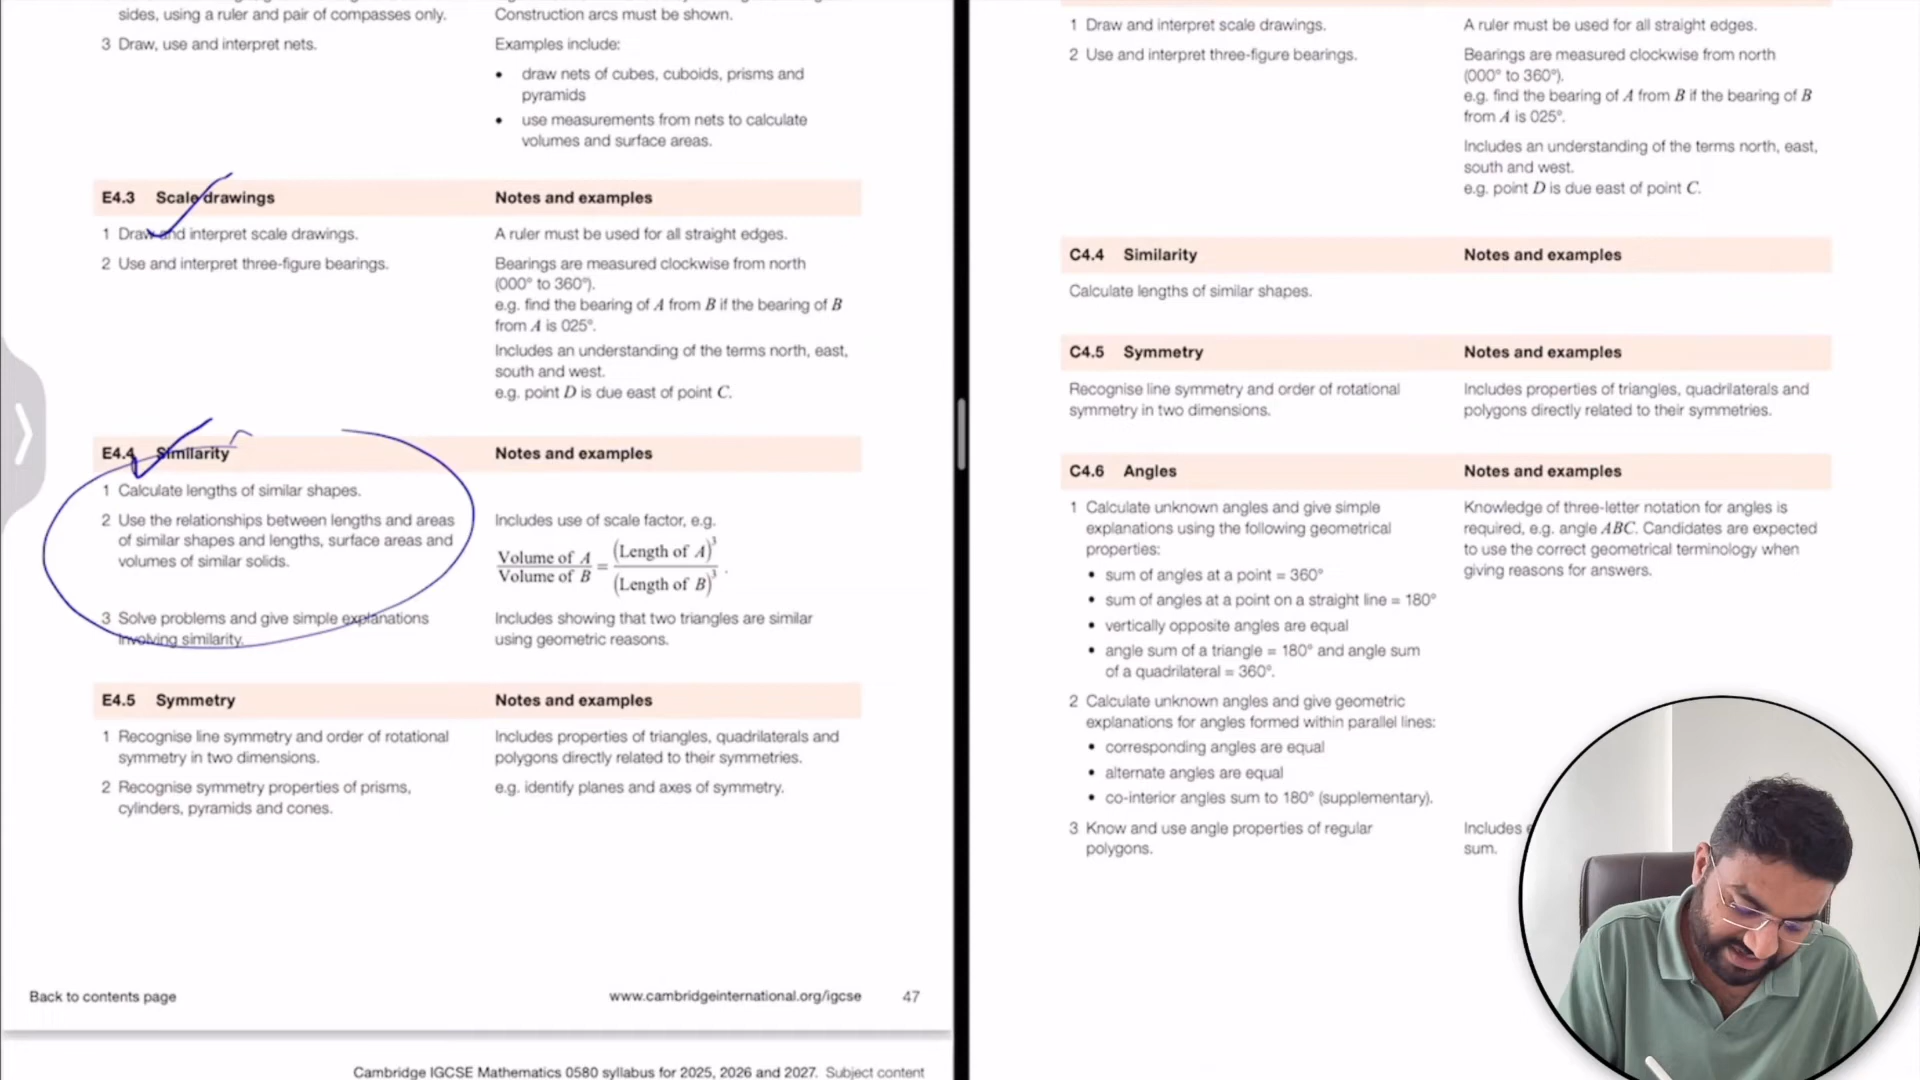 sides, using a ruler and pair of compasses only.
Construction arcs must be shown.
3 Draw, use and interpret nets.
Examples include:
• draw nets of cubes, cuboids, prisms and
pyramids
• use measurements from nets to calculate
volumes and surface areas.
E4.3 Scale drawings
Notes and examples
1 Draw and interpret scale drawings.
A ruler must be used for all straight edges.
2 Use and interpret three-figure bearings.
Bearings are measured clockwise from north
(000° to 360°).
e.g. find the bearing of A from B if the bearing of B
from A is 025°.
Includes an understanding of the terms north, east,
south and west.
e.g. point D is due east of point C.
E4.4 Similarity
Notes and examples
1 Calculate lengths of similar shapes.
2 Use the relationships between lengths and areas
of similar shapes and lengths, surface areas and
volumes of similar solids.
Includes use of scale factor, e.g.
Volume of A / Volume of B = (Length of A)³ / (Length of B)³ .
3 Solve problems and give simple explanations
involving similarity.
Includes showing that two triangles are similar
using geometric reasons.
E4.5 Symmetry
Notes and examples
1 Recognise line symmetry and order of rotational
symmetry in two dimensions.
Includes properties of triangles, quadrilaterals and
polygons directly related to their symmetries.
2 Recognise symmetry properties of prisms,
cylinders, pyramids and cones.
e.g. identify planes and axes of symmetry.
Back to contents page
www.cambridgeinternational.org/igcse 47
Cambridge IGCSE Mathematics 0580 syllabus for 2025, 2026 and 2027. Subject content
1 Draw and interpret scale drawings.
A ruler must be used for all straight edges.
2 Use and interpret three-figure bearings.
Bearings are measured clockwise from north
(000° to 360°).
e.g. find the bearing of A from B if the bearing of B
from A is 025°.
Includes an understanding of the terms north, east,
south and west.
e.g. point D is due east of point C.
C4.4 Similarity
Notes and examples
Calculate lengths of similar shapes.
C4.5 Symmetry
Notes and examples
Recognise line symmetry and order of rotational
symmetry in two dimensions.
Includes properties of triangles, quadrilaterals and
polygons directly related to their symmetries.
C4.6 Angles
Notes and examples
1 Calculate unknown angles and give simple
explanations using the following geometrical
properties:
• sum of angles at a point = 360°
• sum of angles at a point on a straight line = 180°
• vertically opposite angles are equal
• angle sum of a triangle = 180° and angle sum
of a quadrilateral = 360°.
Knowledge of three-letter notation for angles is
required, e.g. angle ABC. Candidates are expected
to use the correct geometrical terminology when
giving reasons for answers.
2 Calculate unknown angles and give geometric
explanations for angles formed within parallel lines:
• corresponding angles are equal
• alternate angles are equal
• co-interior angles sum to 180° (supplementary).
3 Know and use angle properties of regular
polygons.
Includes
sum.